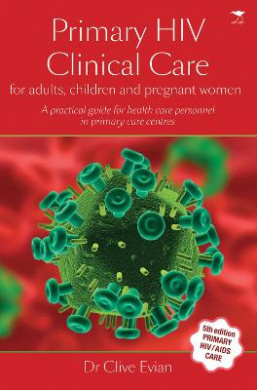 Primary HIV
Clinical Care
for adults, children and pregnant women
A practical guide for health care personnel
in primary care centres
5th edition
PRIMARY
HIV/AIDS
CARE
Dr Clive Evian